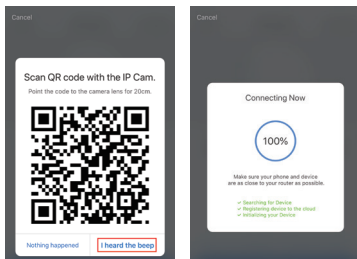 Cancel
Scan QR code with the IP Cam.
Point the code to the camera lens for 20cm.
Nothing happened
I heard the beep
Cancel
Connecting Now
100%
Make sure your phone and device
are as close to your router as possible.
✓ Searching for Device
✓ Registering device to the cloud
✓ Initializing your Device